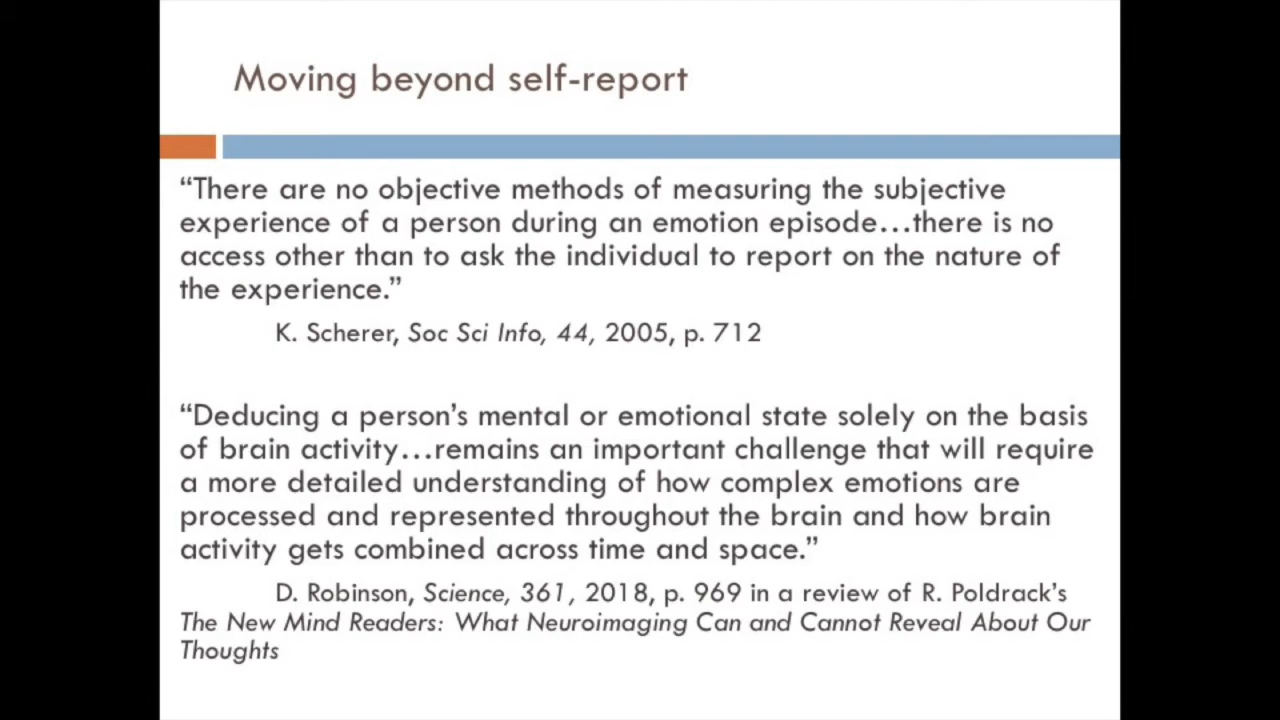 Moving beyond self-report
“There are no objective methods of measuring the subjective
experience of a person during an emotion episode…there is no
access other than to ask the individual to report on the nature of
the experience.”
K. Scherer, Soc Sci Info, 44, 2005, p. 712
“Deducing a person’s mental or emotional state solely on the basis
of brain activity…remains an important challenge that will require
a more detailed understanding of how complex emotions are
processed and represented throughout the brain and how brain
activity gets combined across time and space.”
D. Robinson, Science, 361, 2018, p. 969 in a review of R. Poldrack’s
The New Mind Readers: What Neuroimaging Can and Cannot Reveal About Our
Thoughts